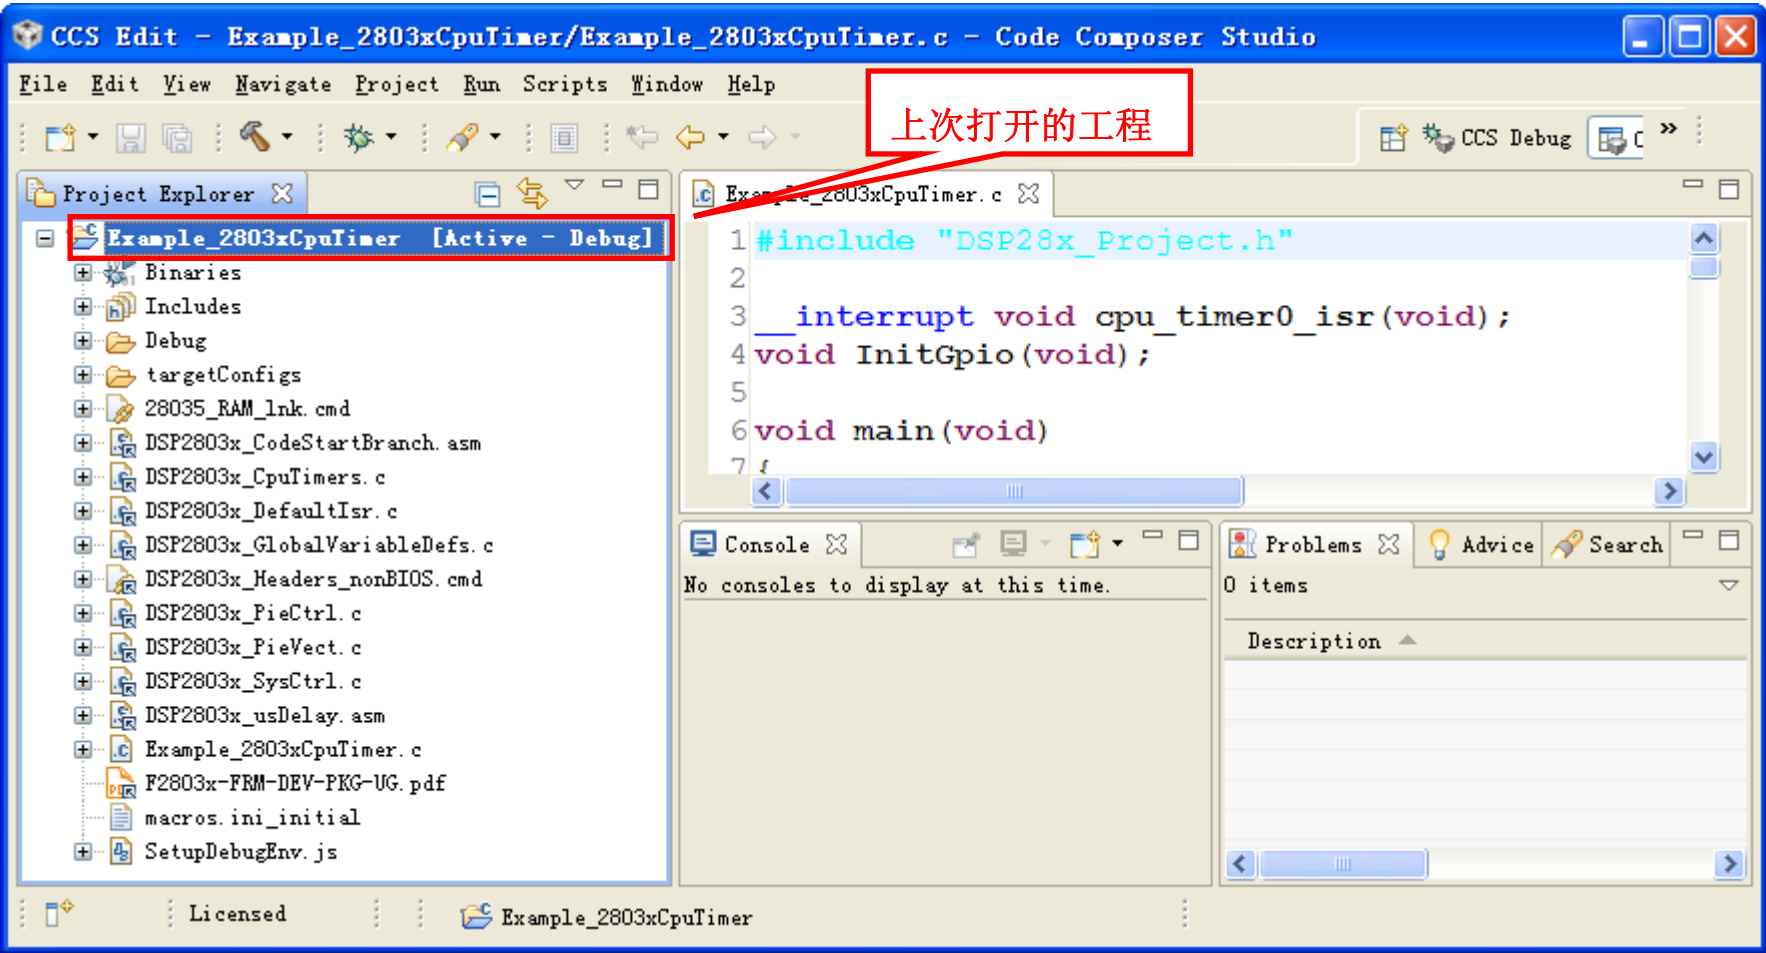 CCS Edit - Example_2803xCpuTimer/Example_2803xCpuTimer.c - Code Composer Studio
File Edit View Navigate Project Run Scripts Window Help
上次打开的工程
CCS Debug
Project Explorer
Example_2803xCpuTimer [Active - Debug]
Binaries
Includes
Debug
targetConfigs
28035_RAM_lnk.cmd
DSP2803x_CodeStartBranch.asm
DSP2803x_CpuTimers.c
DSP2803x_DefaultIsr.c
DSP2803x_GlobalVariableDefs.c
DSP2803x_Headers_nonBIOS.cmd
DSP2803x_PieCtrl.c
DSP2803x_PieVect.c
DSP2803x_SysCtrl.c
DSP2803x_usDelay.asm
Example_2803xCpuTimer.c
F2803x-FRM-DEV-PKG-UG.pdf
macros.ini_initial
SetupDebugEnv.js
Example_2803xCpuTimer.c
1 #include "DSP28x_Project.h"
2
3 __interrupt void cpu_timer0_isr(void);
4 void InitGpio(void);
5
6 void main(void)
7 {
Console
No consoles to display at this time.
Problems Advice Search
0 items
Description
Licensed
Example_2803xCpuTimer